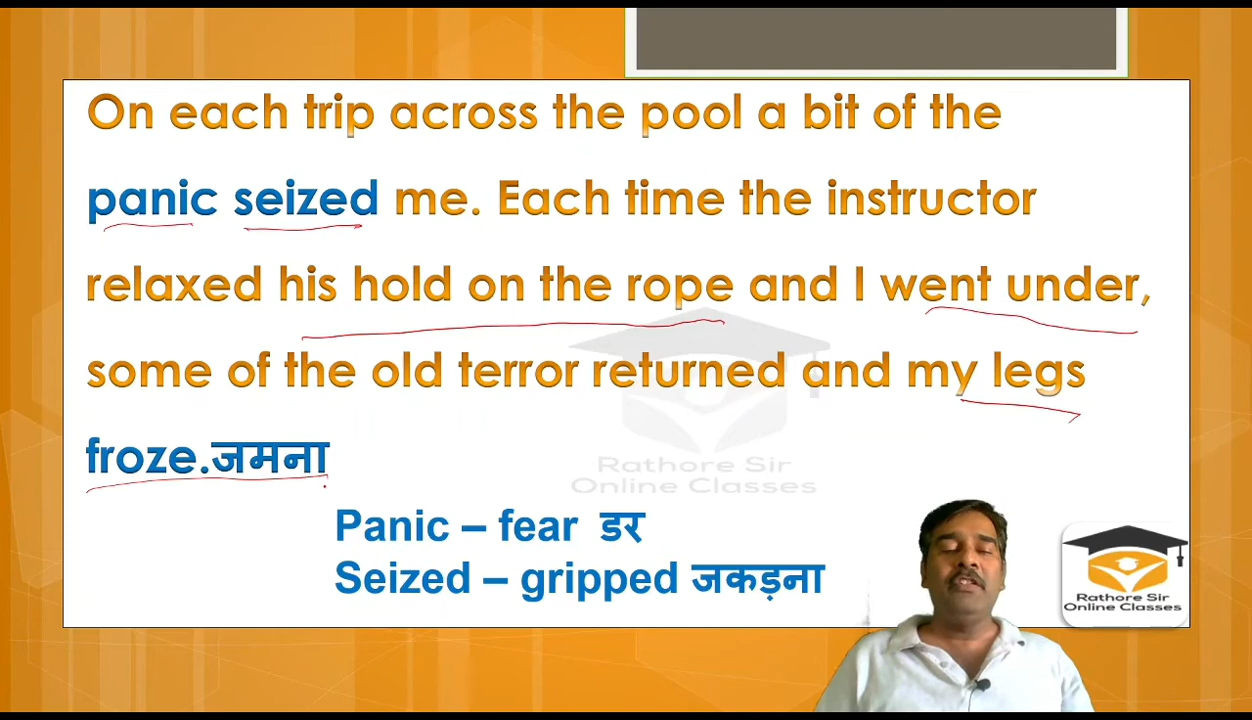 On each trip across the pool a bit of the
panic seized me. Each time the instructor
relaxed his hold on the rope and I went under,
some of the old terror returned and my legs
froze.जमना
Rathore Sir
Online Classes
Panic – fear डर
Seized – gripped जकड़ना
Rathore Sir
Online Classes